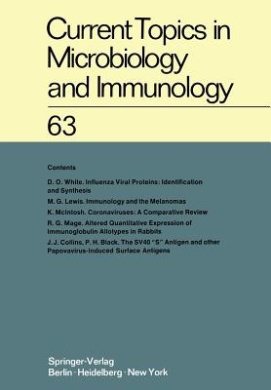 Current Topics in
Microbiology
and Immunology
63
Contents
D. O. White. Influenza Viral Proteins: Identification
and Synthesis
M. G. Lewis. Immunology and the Melanomas
K. McIntosh. Coronaviruses: A Comparative Review
R. G. Mage. Altered Quantitative Expression of
Immunoglobulin Allotypes in Rabbits
J. J. Collins, P. H. Black. The SV40 "S" Antigen and other
Papovavirus-Induced Surface Antigens
Springer-Verlag
Berlin · Heidelberg · New York